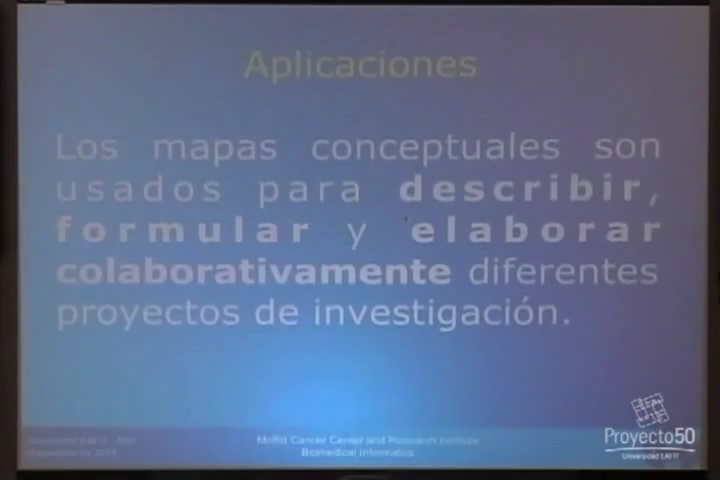 Aplicaciones
Los mapas conceptuales son
usados para describir,
formular y elaborar
colaborativamente diferentes
proyectos de investigación.
Moffitt Cancer Center and Research Institute
Biomedical Informatics
Proyecto50
Universidad EAFIT